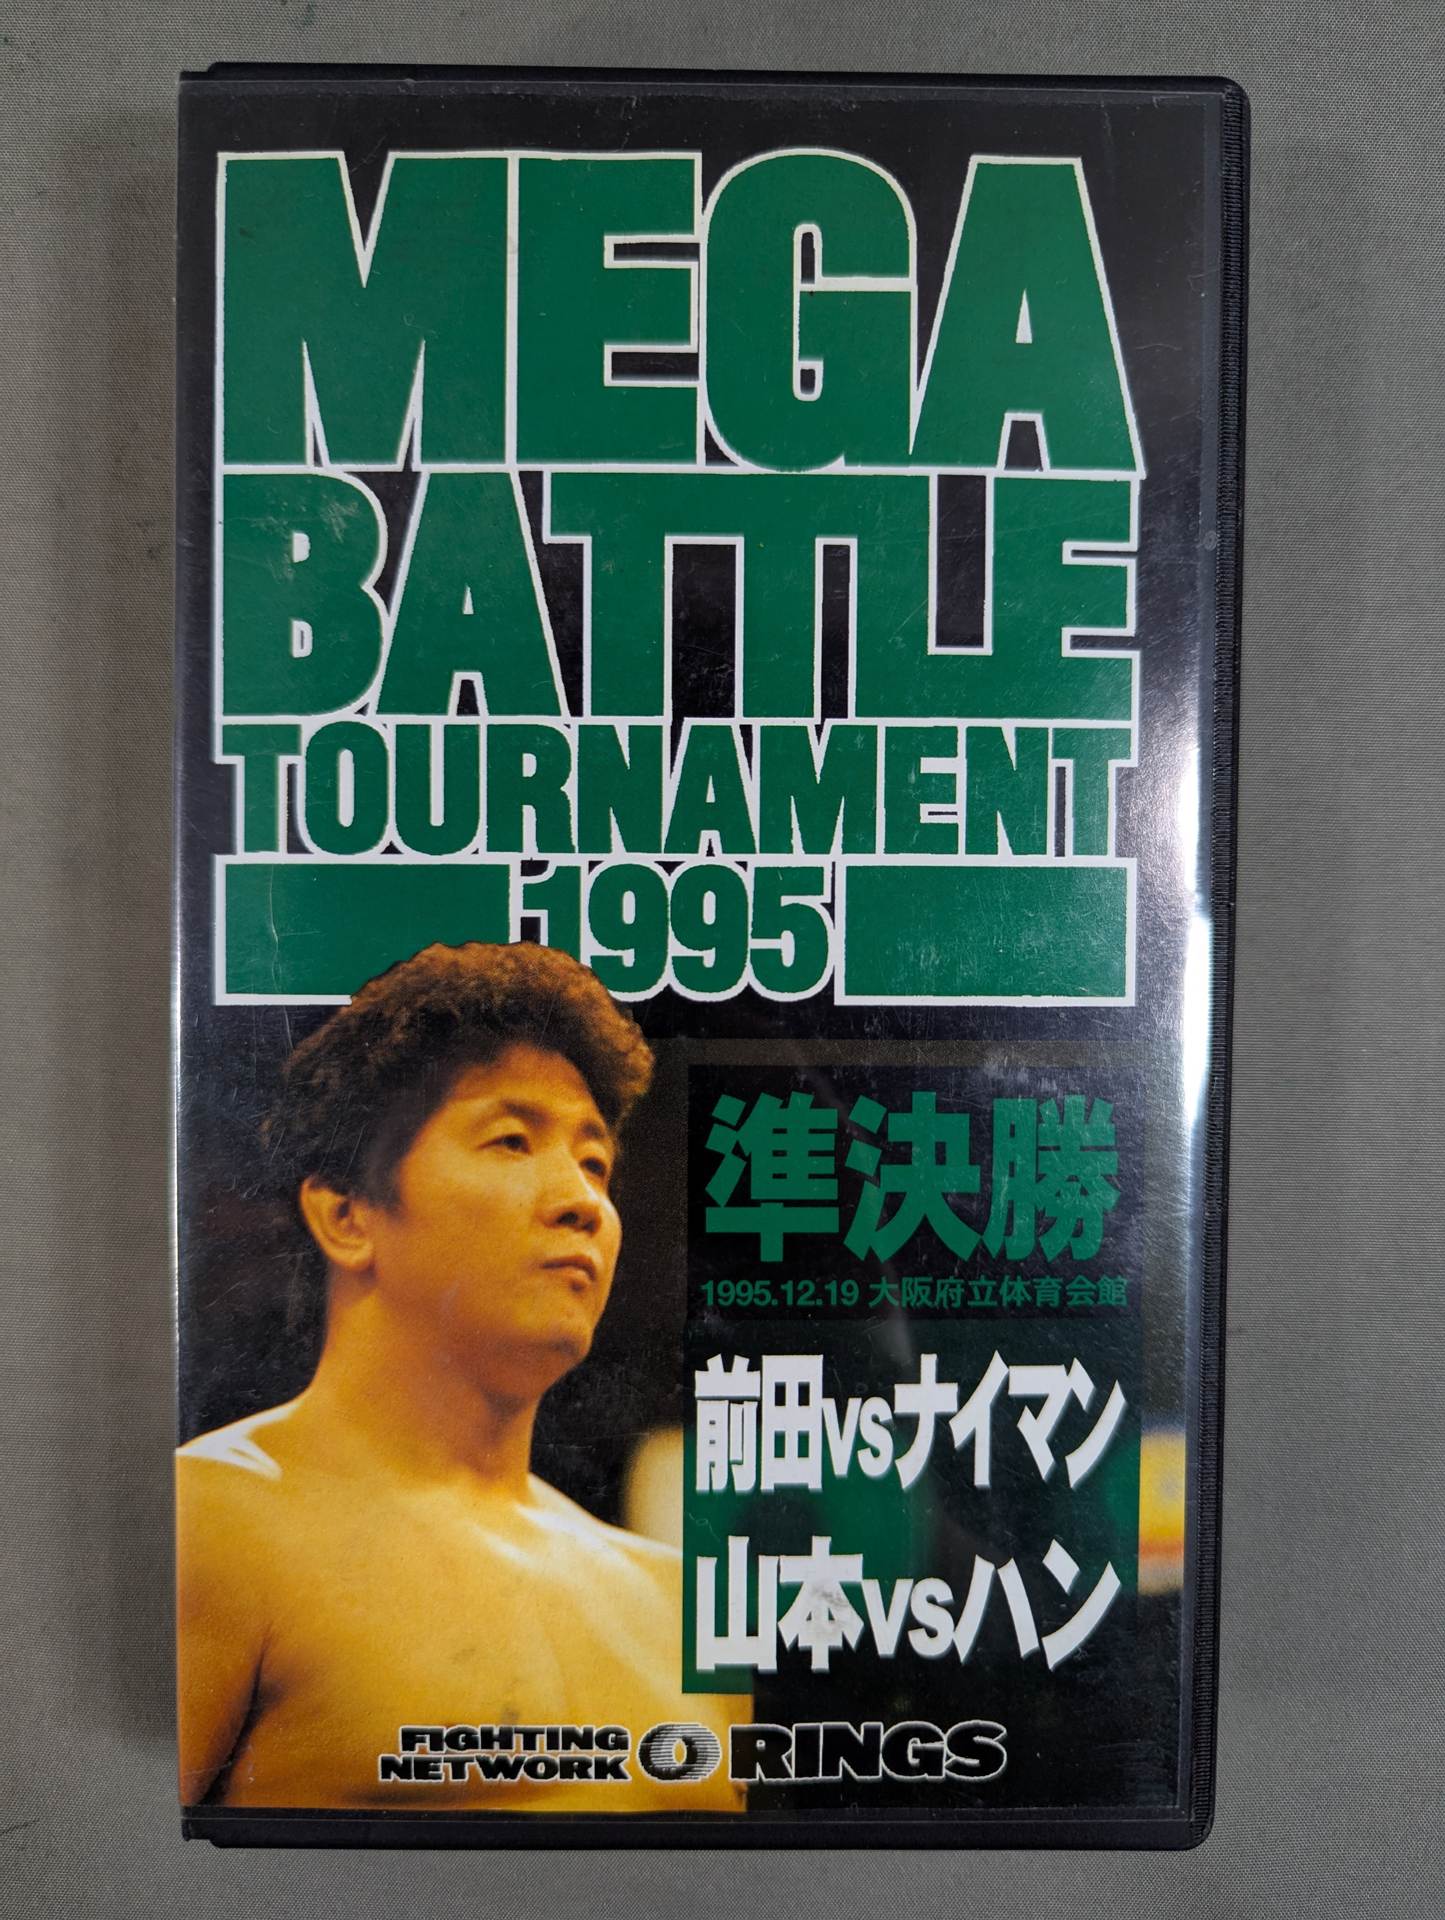 MEGA
BATTLE
TOURNAMENT
1995
準決勝
1995.12.19 大阪府立体育会館
前田vsナイマン
山本vsハン
FIGHTING
NETWORK
RINGS